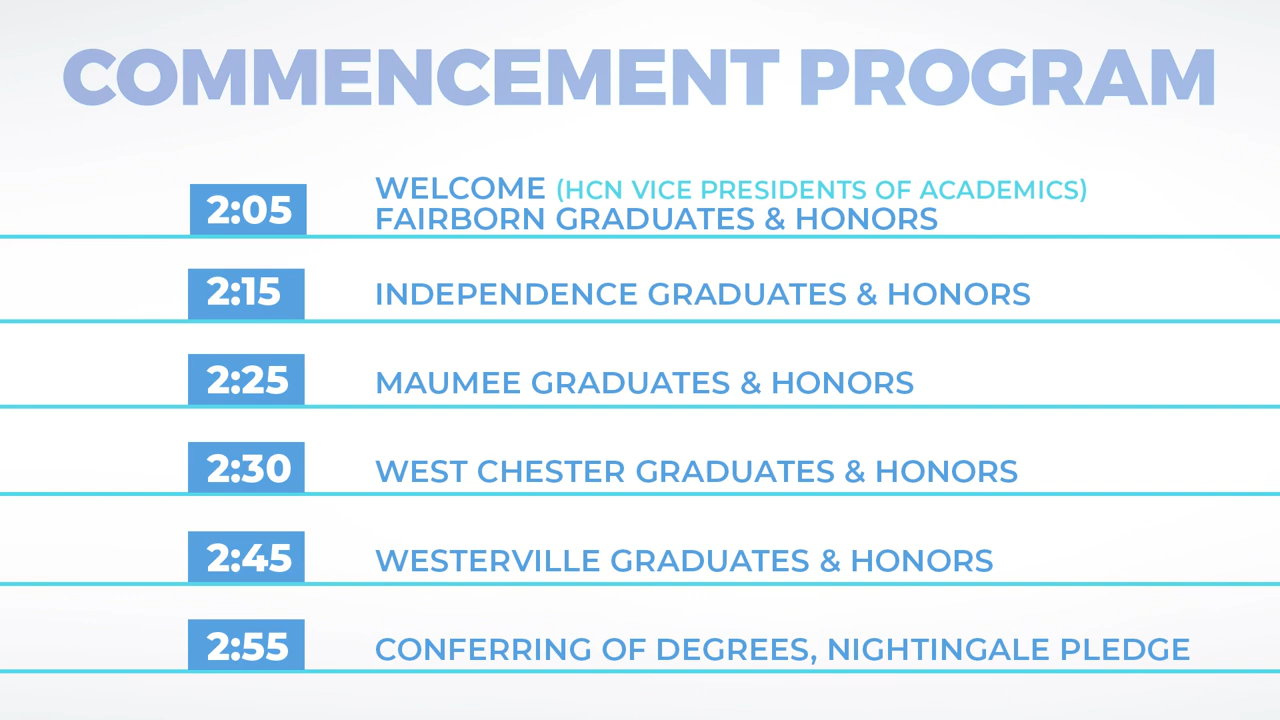 COMMENCEMENT PROGRAM
2:05
WELCOME (HCN VICE PRESIDENTS OF ACADEMICS)
FAIRBORN GRADUATES & HONORS
2:15
INDEPENDENCE GRADUATES & HONORS
2:25
MAUMEE GRADUATES & HONORS
2:30
WEST CHESTER GRADUATES & HONORS
2:45
WESTERVILLE GRADUATES & HONORS
2:55
CONFERRING OF DEGREES, NIGHTINGALE PLEDGE